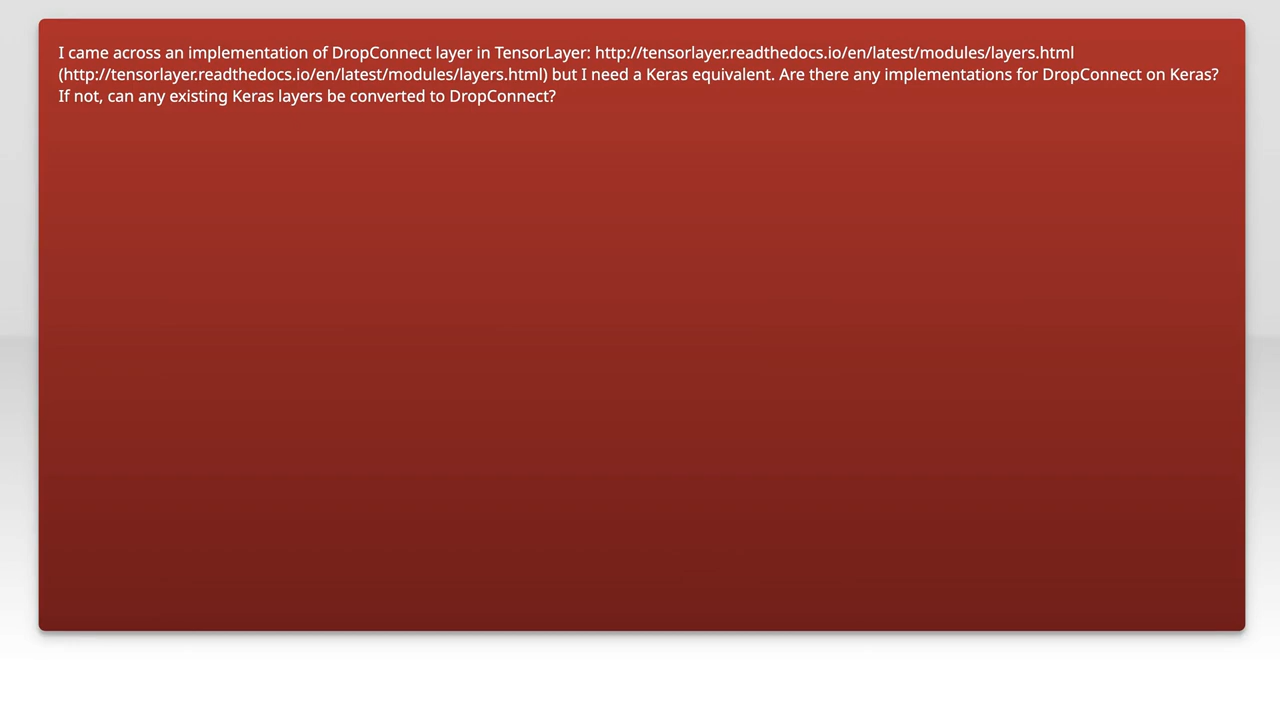 I came across an implementation of DropConnect layer in TensorLayer: http://tensorlayer.readthedocs.io/en/latest/modules/layers.html
(http://tensorlayer.readthedocs.io/en/latest/modules/layers.html) but I need a Keras equivalent. Are there any implementations for DropConnect on Keras?
If not, can any existing Keras layers be converted to DropConnect?